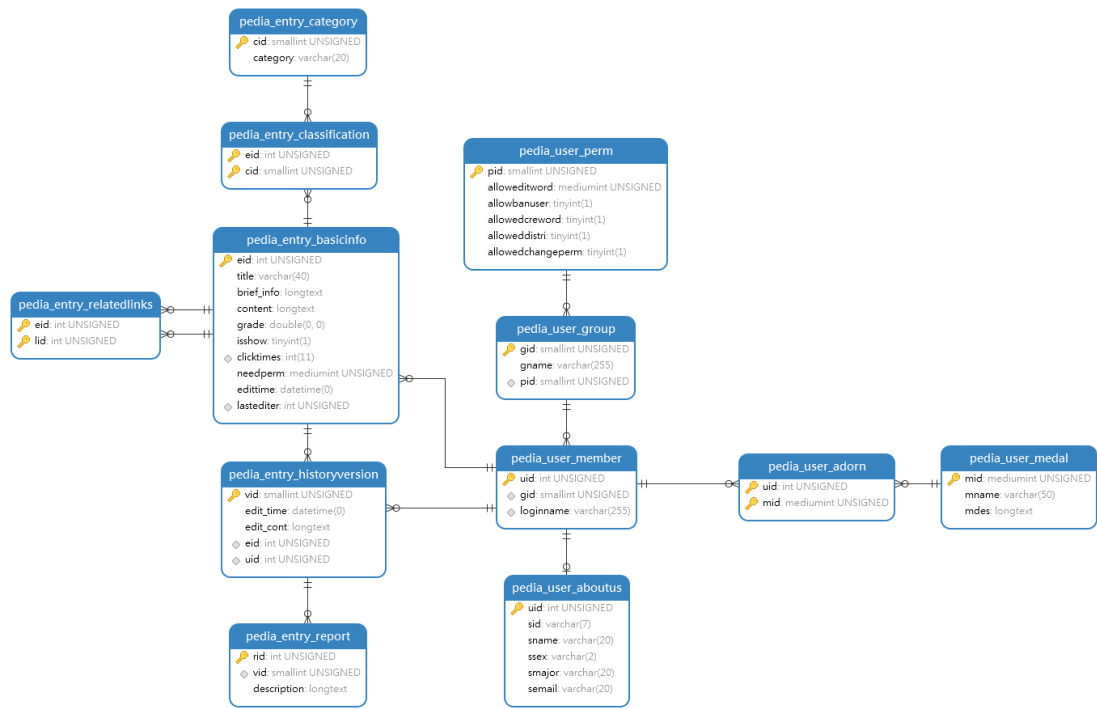 pedia_entry_category
cid: smallint UNSIGNED
category: varchar(20)
pedia_entry_classification
eid: int UNSIGNED
cid: smallint UNSIGNED
pedia_user_perm
pid: smallint UNSIGNED
alloweditword: mediumint UNSIGNED
allowbanuser: tinyint(1)
allowedcreword: tinyint(1)
alloweddistri: tinyint(1)
allowedchangeperm: tinyint(1)
pedia_entry_basicinfo
eid: int UNSIGNED
title: varchar(40)
brief_info: longtext
content: longtext
grade: double(0, 0)
isshow: tinyint(1)
clicktimes: int(11)
needperm: mediumint UNSIGNED
edittime: datetime(0)
lastediter: int UNSIGNED
pedia_entry_relatedlinks
eid: int UNSIGNED
lid: int UNSIGNED
pedia_user_group
gid: smallint UNSIGNED
gname: varchar(255)
pid: smallint UNSIGNED
pedia_user_member
uid: int UNSIGNED
gid: smallint UNSIGNED
loginname: varchar(255)
pedia_user_adorn
uid: int UNSIGNED
mid: mediumint UNSIGNED
pedia_user_medal
mid: mediumint UNSIGNED
mname: varchar(50)
mdes: longtext
pedia_entry_historyversion
vid: smallint UNSIGNED
edit_time: datetime(0)
edit_cont: longtext
eid: int UNSIGNED
uid: int UNSIGNED
pedia_user_aboutus
uid: int UNSIGNED
sid: varchar(7)
sname: varchar(20)
ssex: varchar(2)
smajor: varchar(20)
semail: varchar(20)
pedia_entry_report
rid: int UNSIGNED
vid: smallint UNSIGNED
description: longtext